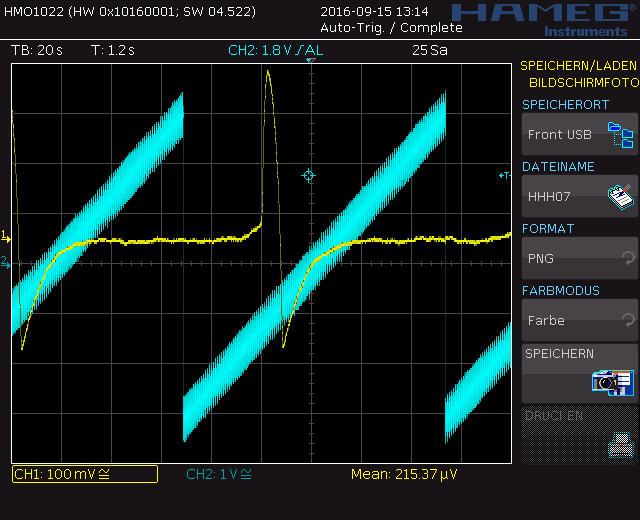 HMO1022 (HW 0x10160001; SW 04.522)
2016-09-15 13:14
HAMEG
Instruments
Auto-Trig. / Complete
TB: 20 s T: 1.2 s CH2: 1.8 V / AL 25 Sa
SPEICHERN/LADEN
BILDSCHIRMFOTO
SPEICHERORT
Front USB
DATEINAME
HHH07
FORMAT
PNG
FARBMODUS
Farbe
SPEICHERN
DRUCKEN
T
1
2
CH1: 100 mV ≅ CH2: 1 V ≅ Mean: 215.37 µV